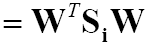 = W^T S_i W